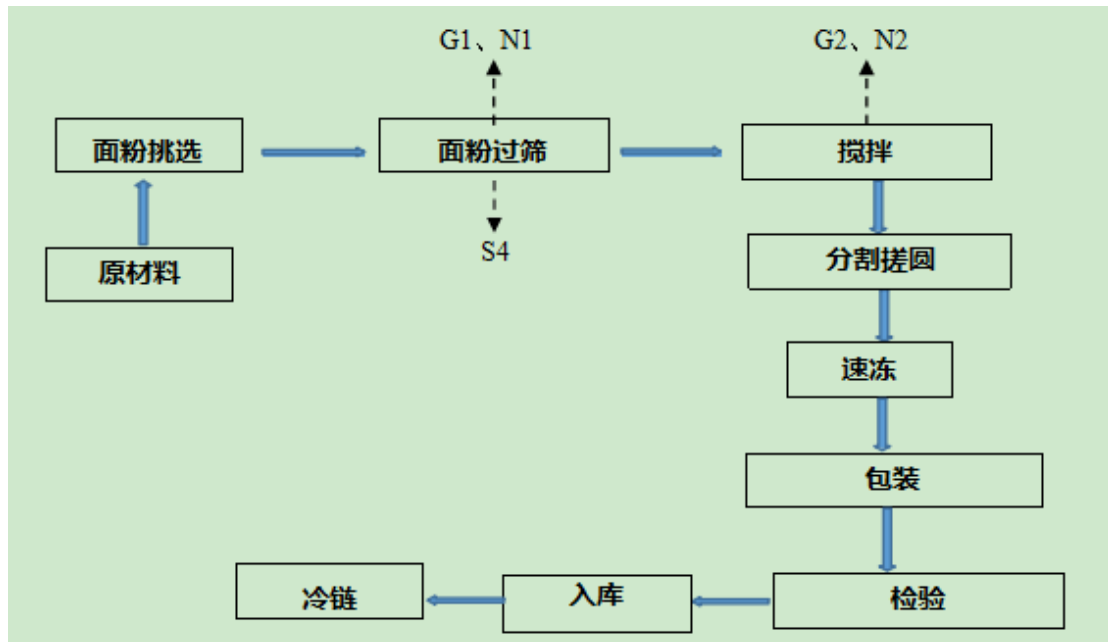 G1、N1
G2、N2
面粉挑选
面粉过筛
搅拌
S4
原材料
分割搓圆
速冻
包装
冷链
入库
检验